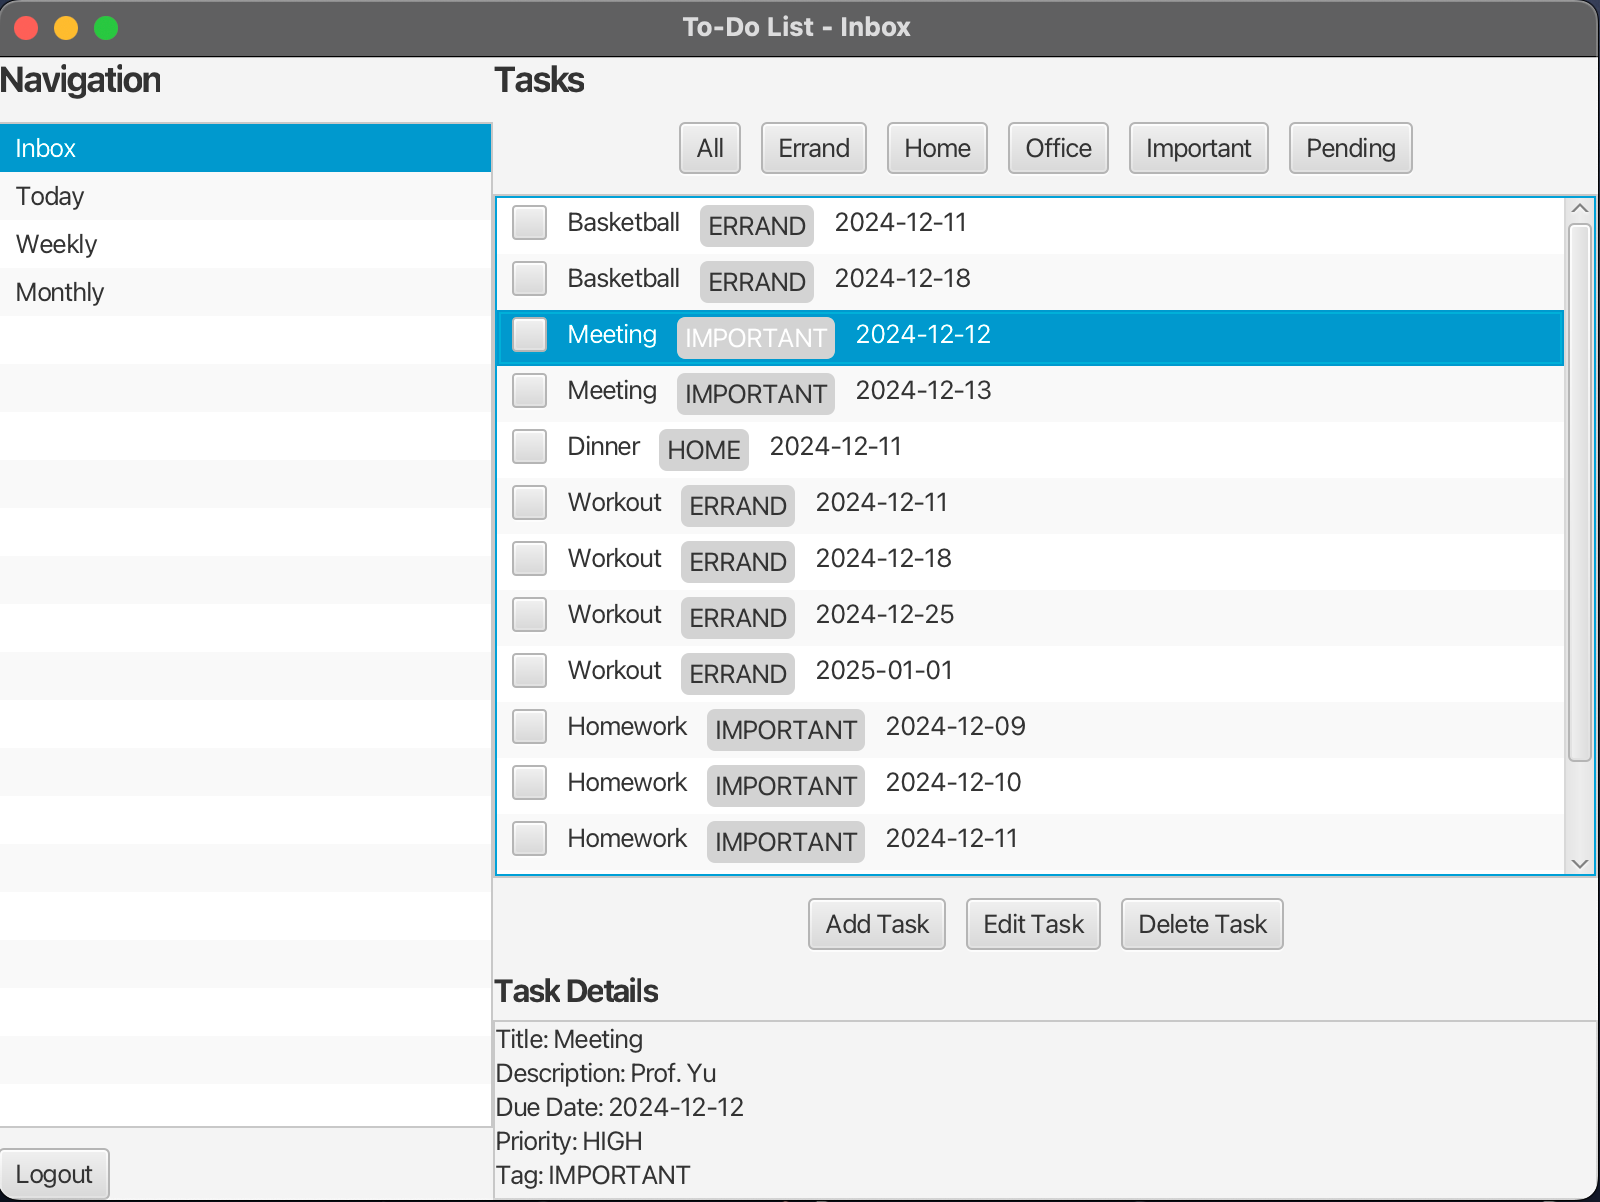 To-Do List - Inbox
Navigation
Inbox
Today
Weekly
Monthly
Logout
Tasks
All Errand Home Office Important Pending
Basketball ERRAND 2024-12-11
Basketball ERRAND 2024-12-18
Meeting IMPORTANT 2024-12-12
Meeting IMPORTANT 2024-12-13
Dinner HOME 2024-12-11
Workout ERRAND 2024-12-11
Workout ERRAND 2024-12-18
Workout ERRAND 2024-12-25
Workout ERRAND 2025-01-01
Homework IMPORTANT 2024-12-09
Homework IMPORTANT 2024-12-10
Homework IMPORTANT 2024-12-11
Add Task Edit Task Delete Task
Task Details
Title: Meeting
Description: Prof. Yu
Due Date: 2024-12-12
Priority: HIGH
Tag: IMPORTANT